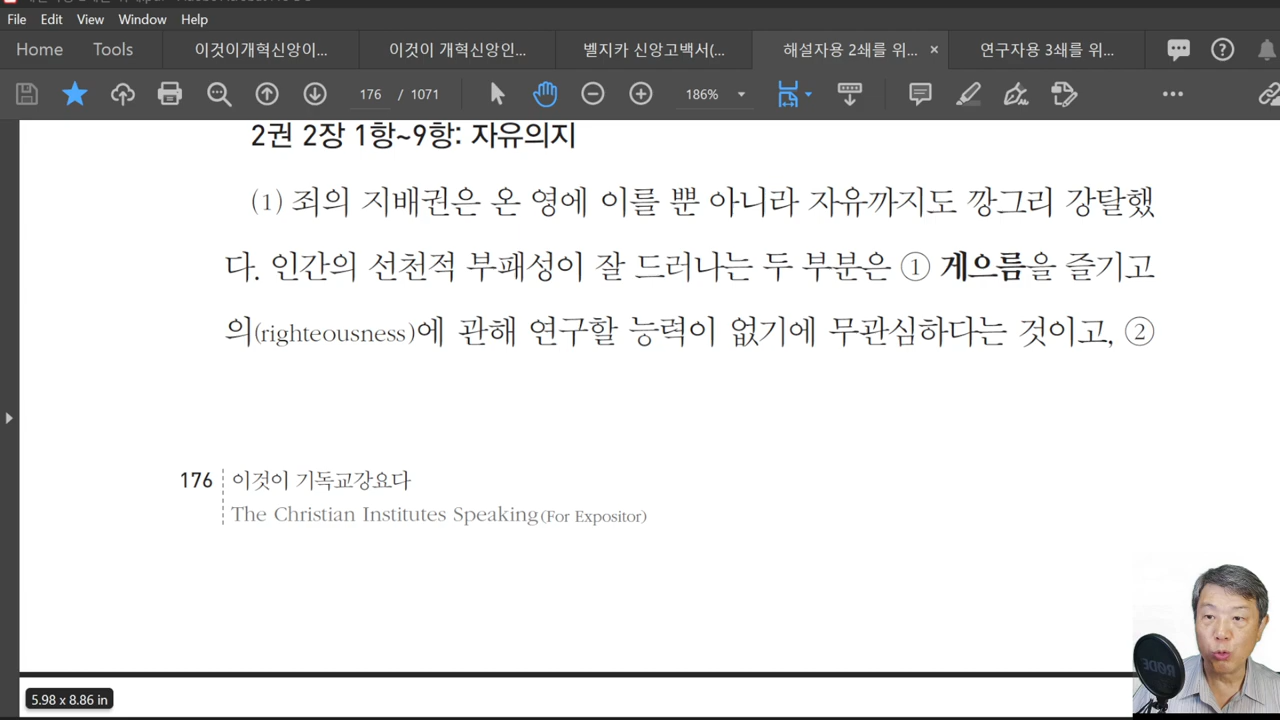 File Edit View Window Help
Home Tools 이것이개혁신앙이... 이것이 개혁신앙인... 벨지카 신앙고백서(... 해설자용 2쇄를 위... × 연구자용 3쇄를 위...
176 / 1071 186%
2권 2장 1항~9항: 자유의지
(1) 죄의 지배권은 온 영에 이를 뿐 아니라 자유까지도 깡그리 강탈했
다. 인간의 선천적 부패성이 잘 드러나는 두 부분은 ① 게으름을 즐기고
의(righteousness)에 관해 연구할 능력이 없기에 무관심하다는 것이고, ②
176 이것이 기독교강요다
The Christian Institutes Speaking(For Expositor)
RODE
5.98 x 8.86 in